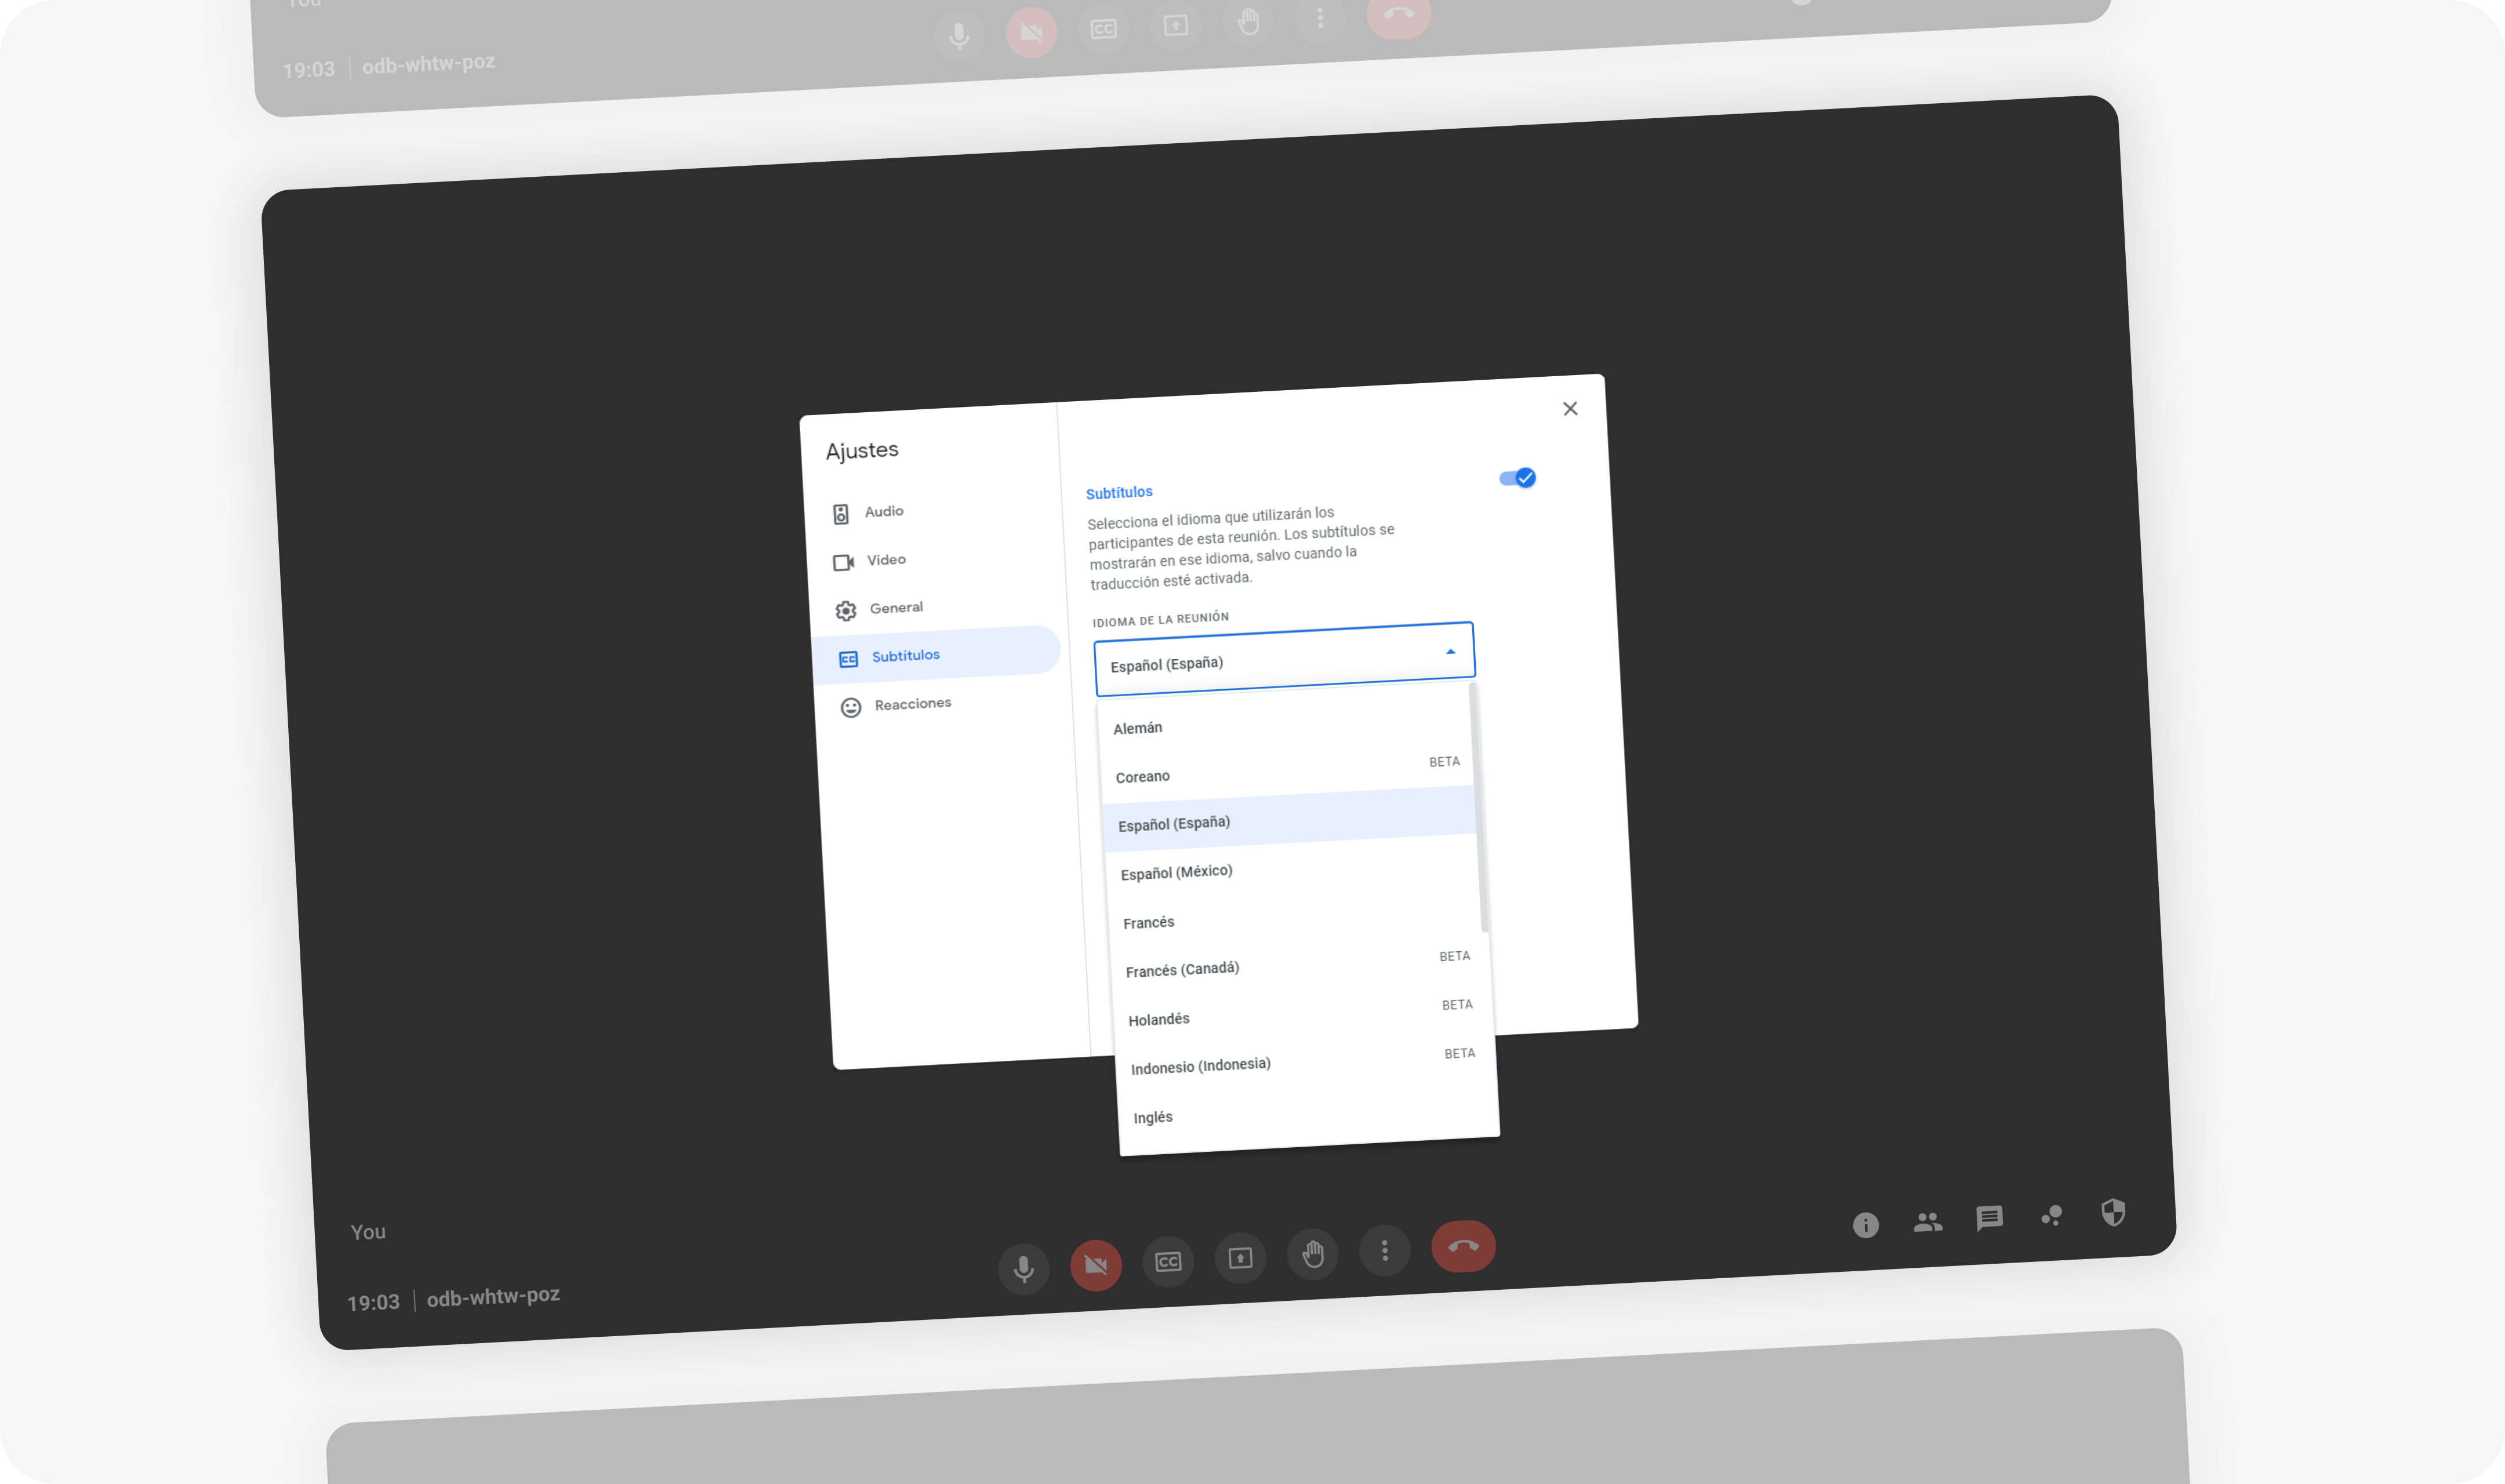 You
19:03 | odb-whtw-poz
Ajustes
Audio
Vídeo
General
Subtítulos
Reacciones
Subtítulos
Selecciona el idioma que utilizarán los
participantes de esta reunión. Los subtítulos se
mostrarán en ese idioma, salvo cuando la
traducción esté activada.
IDIOMA DE LA REUNIÓN
Español (España)
Alemán
Coreano BETA
Español (España)
Español (México)
Francés
Francés (Canadá) BETA
Holandés BETA
Indonesio (Indonesia) BETA
Inglés
You
19:03 | odb-whtw-poz